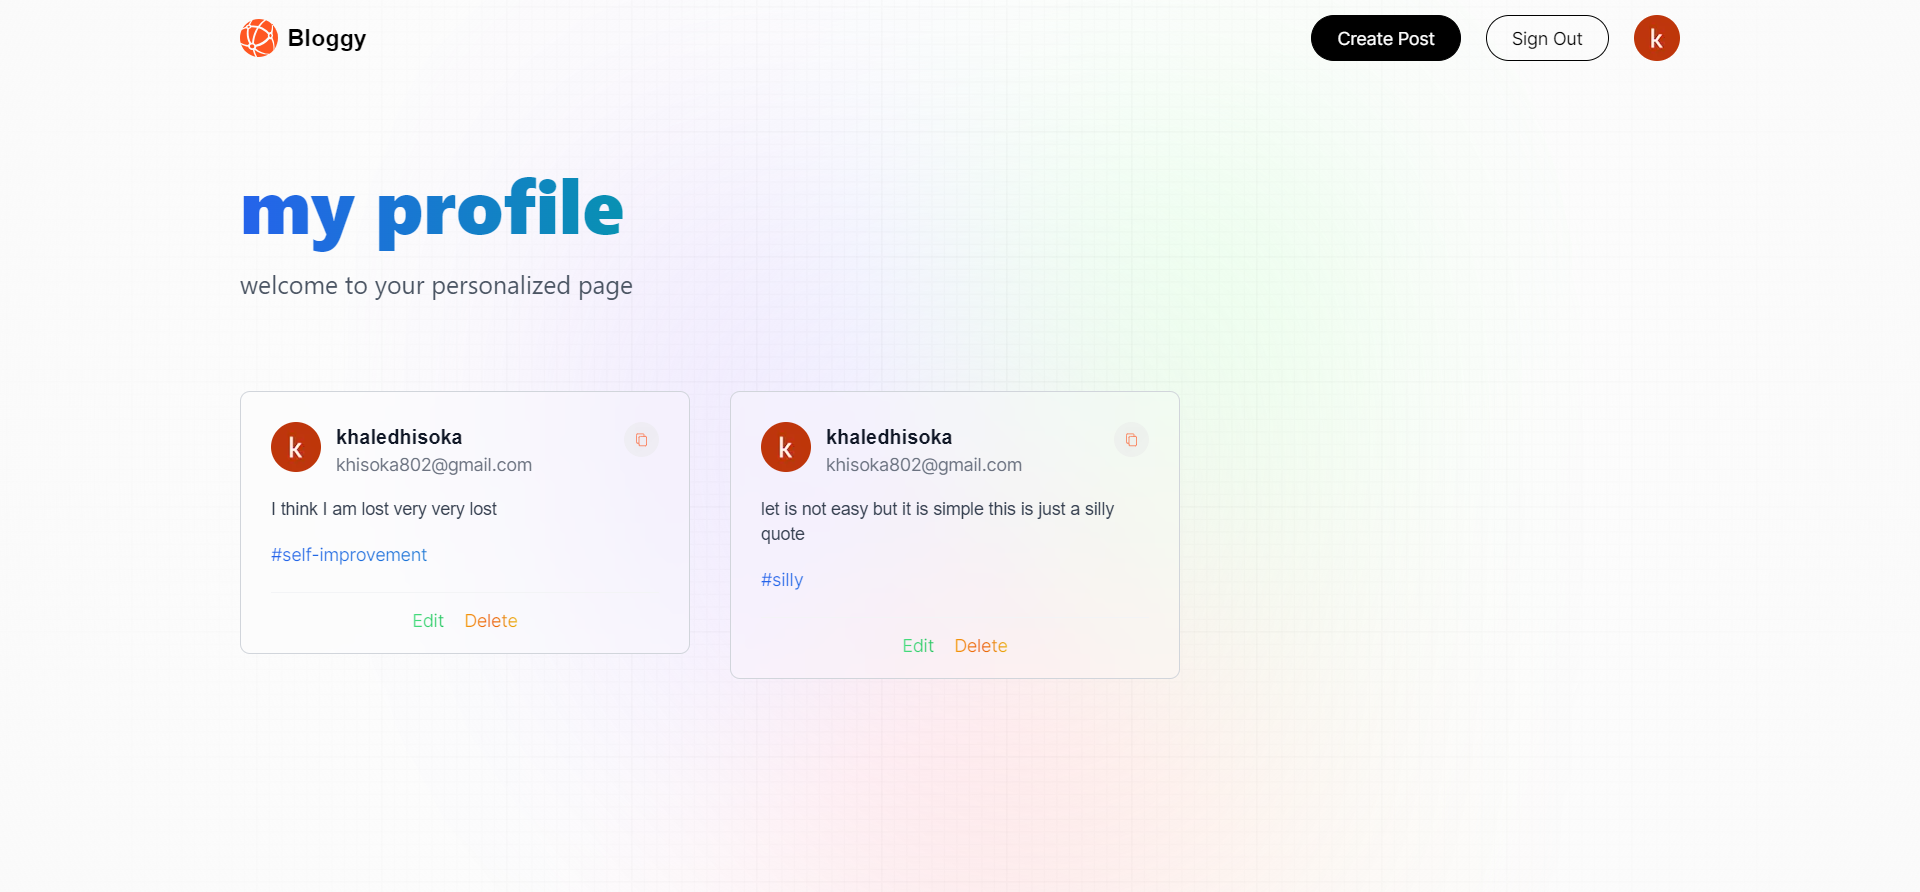 Bloggy
Create Post
Sign Out
k
my profile
welcome to your personalized page
k
khaledhisoka
khisoka802@gmail.com
I think I am lost very very lost
#self-improvement
Edit
Delete
k
khaledhisoka
khisoka802@gmail.com
let is not easy but it is simple this is just a silly
quote
#silly
Edit
Delete